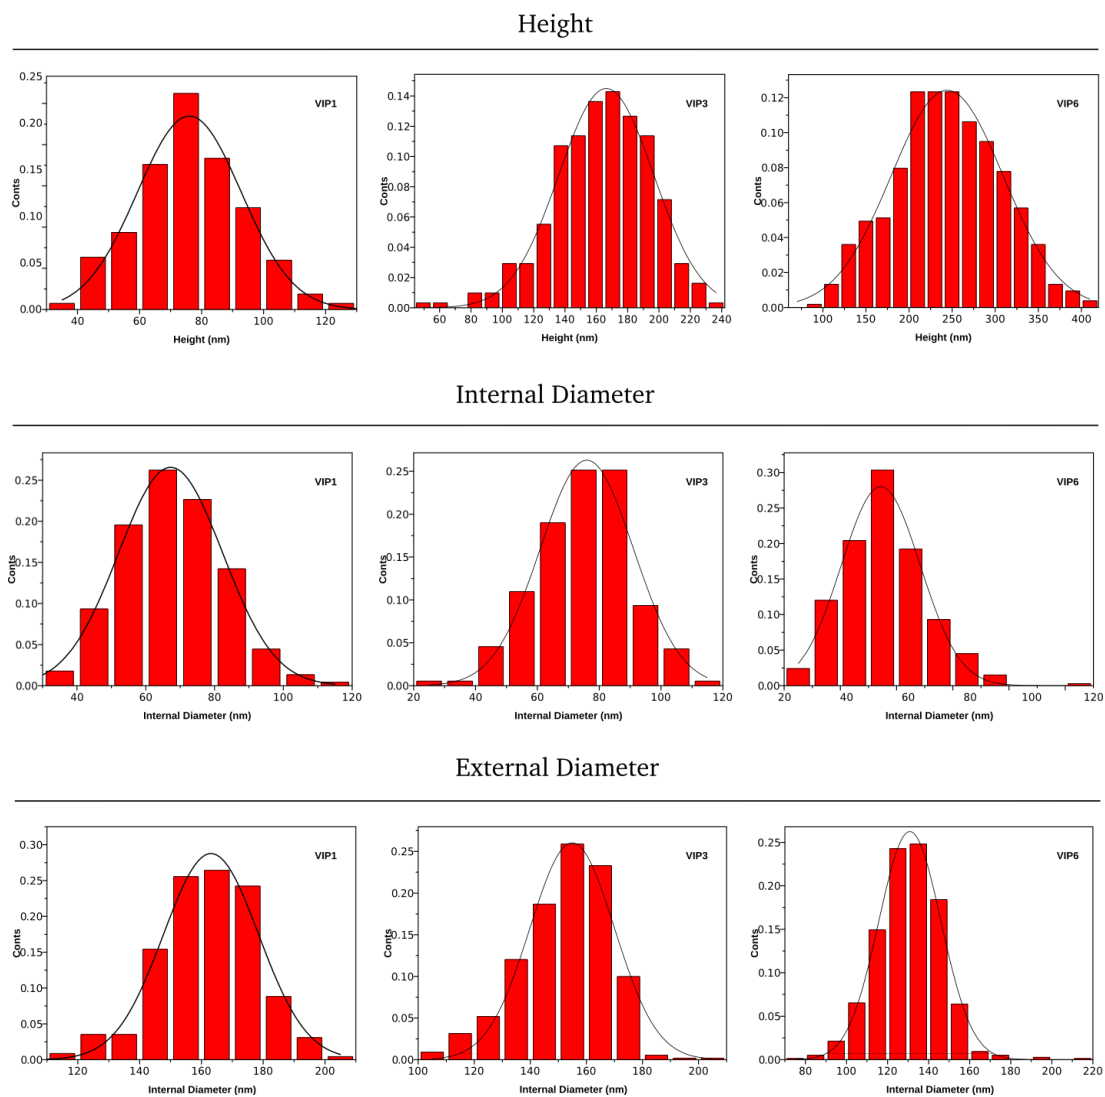 Height
0.25
0.20
0.15
0.10
0.05
0.00
Conts
VIP1
40 60 80 100 120
Height (nm)
0.14
0.12
0.10
0.08
0.06
0.04
0.02
0.00
Conts
VIP3
60 80 100 120 140 160 180 200 220 240
Height (nm)
0.12
0.10
0.08
0.06
0.04
0.02
0.00
Conts
VIP6
100 150 200 250 300 350 400
Height (nm)
Internal Diameter
0.25
0.20
0.15
0.10
0.05
0.00
Conts
VIP1
40 60 80 100 120
Internal Diameter (nm)
0.25
0.20
0.15
0.10
0.05
0.00
Conts
VIP3
20 40 60 80 100 120
Internal Diameter (nm)
0.30
0.25
0.20
0.15
0.10
0.05
0.00
Conts
VIP6
20 40 60 80 100 120
Internal Diameter (nm)
External Diameter
0.30
0.25
0.20
0.15
0.10
0.05
0.00
Conts
VIP1
120 140 160 180 200
Internal Diameter (nm)
0.25
0.20
0.15
0.10
0.05
0.00
Conts
VIP3
100 120 140 160 180 200
Internal Diameter (nm)
0.25
0.20
0.15
0.10
0.05
0.00
Conts
VIP6
80 100 120 140 160 180 200 220
Internal Diameter (nm)